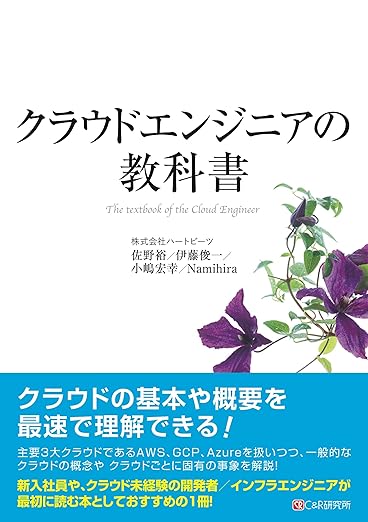 クラウドエンジニアの
教科書
The textbook of the Cloud Engineer
株式会社ハートビーツ
佐野裕／伊藤俊一／
小嶋宏幸／Namihira
クラウドの基本や概要を
最速で理解できる！
主要3大クラウドであるAWS、GCP、Azureを扱いつつ、一般的な
クラウドの概念や クラウドごとに固有の事象を解説！
新入社員や、クラウド未経験の開発者／インフラエンジニアが
最初に読む本としておすすめの1冊！
C&R研究所